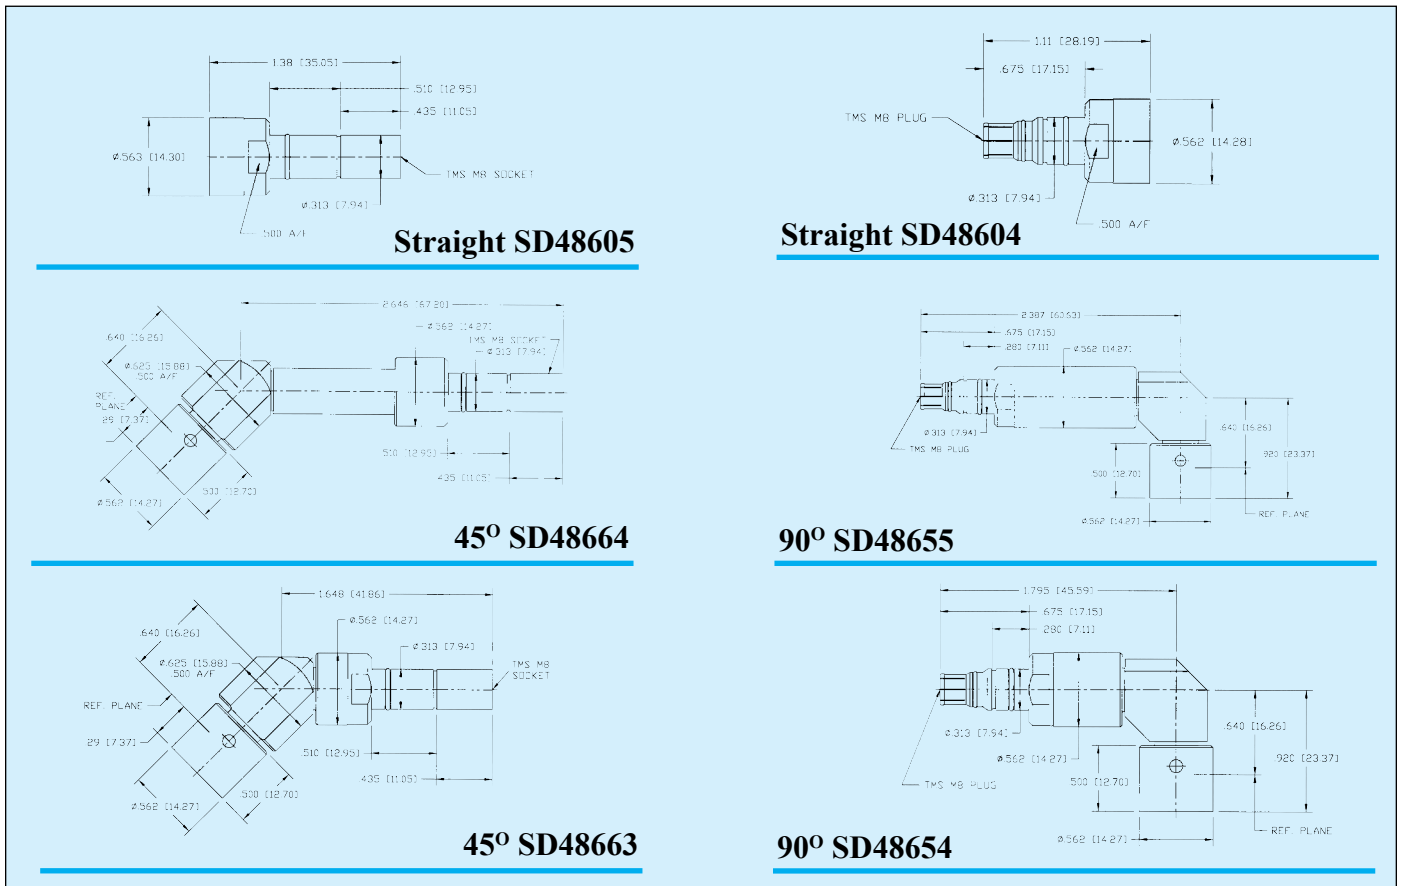 1.38 [35.05]
.510 [12.95]
.435 [11.05]
Ø.563 [14.30]
TMS M8 SOCKET
Ø.313 [7.94]
.500 A/F
Straight SD48605
1.11 [28.19]
.675 [17.15]
TMS M8 PLUG
Ø.562 [14.28]
Ø.313 [7.94]
.500 A/F
Straight SD48604
2.646 [67.20]
.640 [16.26]
Ø.562 [14.27]
TMS M8 SOCKET
Ø.313 [7.94]
Ø.625 [15.88]
.500 A/F
REF.
PLANE
.29 [7.37]
.510 [12.95]
.435 [11.05]
.500 [12.70]
Ø.562 [14.27]
45º SD48664
2.387 [60.63]
.675 [17.15]
.280 [7.11]
Ø.562 [14.27]
Ø.313 [7.94]
TMS M8 PLUG
.640 [16.26]
.920 [23.37]
.500 [12.70]
REF. PLANE
Ø.562 [14.27]
90º SD48655
1.648 [41.86]
.640 [16.26]
Ø.562 [14.27]
Ø.313 [7.94]
Ø.625 [15.88]
.500 A/F
TMS M8
SOCKET
REF. PLANE
.29 [7.37]
.510 [12.95]
.435 [11.05]
.500 [12.70]
Ø.562 [14.27]
45º SD48663
1.795 [45.59]
.675 [17.15]
.280 [7.11]
.640 [16.26]
Ø.313 [7.94]
Ø.562 [14.27]
.920 [23.37]
TMS M8 PLUG
.500 [12.70]
REF. PLANE
Ø.562 [14.27]
90º SD48654